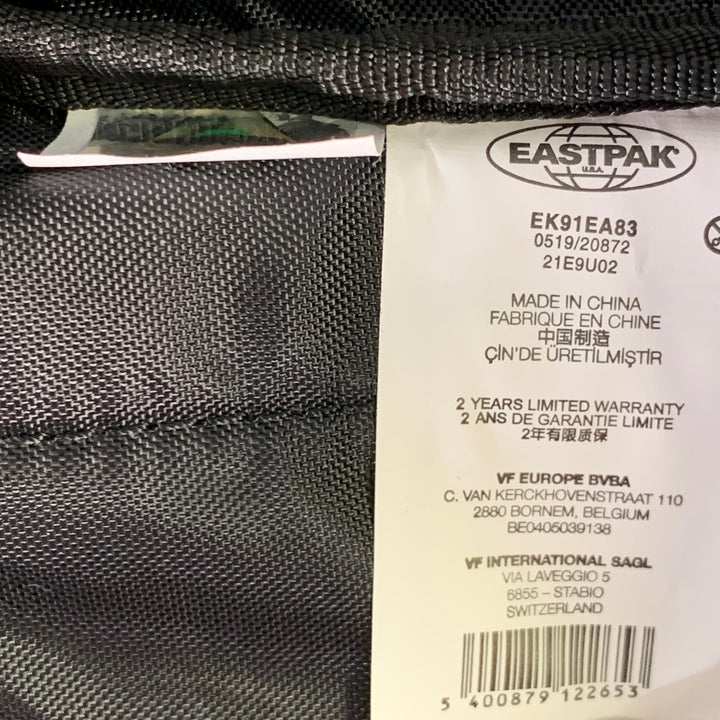 EASTPAK
u.s.a.
EK91EA83
0519/20872
21E9U02
MADE IN CHINA
FABRIQUE EN CHINE
中国制造
ÇİN'DE ÜRETİLMİŞTİR
2 YEARS LIMITED WARRANTY
2 ANS DE GARANTIE LIMITE
2年有限质保
VF EUROPE BVBA
C. VAN KERCKHOVENSTRAAT 110
2880 BORNEM, BELGIUM
BE0405039138
VF INTERNATIONAL SAGL
VIA LAVEGGIO 5
6855 – STABIO
SWITZERLAND
5 400879 122653